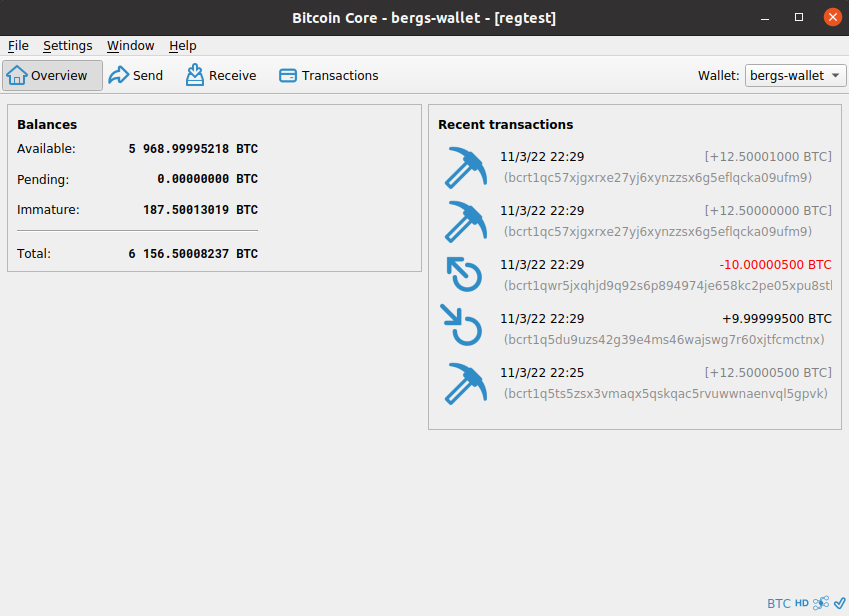 Bitcoin Core - bergs-wallet - [regtest]
File Settings Window Help
Overview Send Receive Transactions Wallet: bergs-wallet
Balances
Available: 5 968.99995218 BTC
Pending: 0.00000000 BTC
Immature: 187.50013019 BTC
Total: 6 156.50008237 BTC
Recent transactions
11/3/22 22:29 [+12.50001000 BTC]
(bcrt1qc57xjgxrxe27yj6xynzzsx6g5eflqcka09ufm9)
11/3/22 22:29 [+12.50000000 BTC]
(bcrt1qc57xjgxrxe27yj6xynzzsx6g5eflqcka09ufm9)
11/3/22 22:29 -10.00000500 BTC
(bcrt1qwr5jxqhjd9q92s6p894974je658kc2pe05xpu8stl
11/3/22 22:29 +9.99999500 BTC
(bcrt1q5du9uzs42g39e4ms46wajswg7r60xjtfcmctnx)
11/3/22 22:25 [+12.50000500 BTC]
(bcrt1q5ts5zsx3vmaqx5qskqac5rvuwwnaenvql5gpvk)
BTC HD